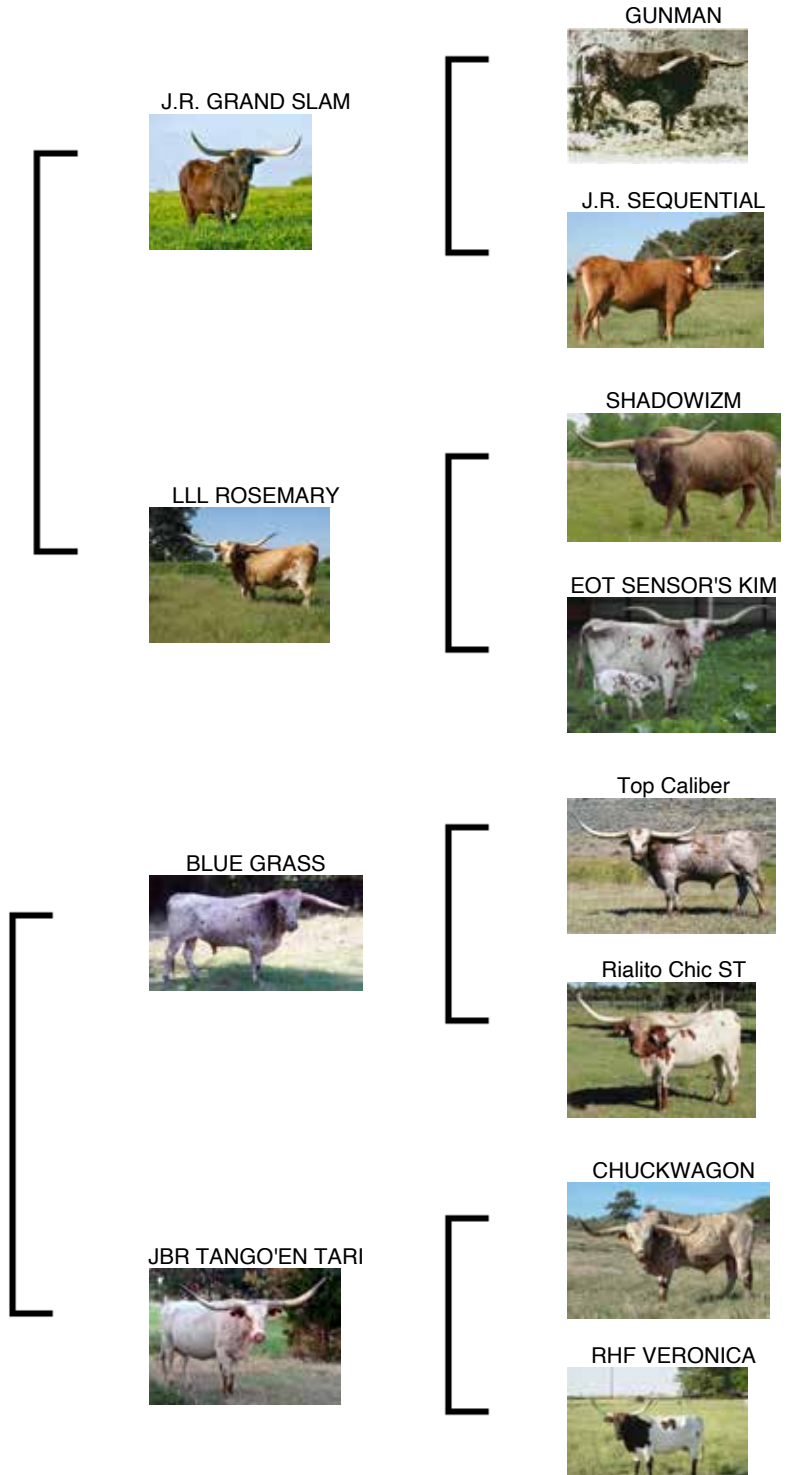 GUNMAN
J.R. GRAND SLAM
J.R. SEQUENTIAL
SHADOWIZM
LLL ROSEMARY
EOT SENSOR'S KIM
Top Caliber
BLUE GRASS
Rialito Chic ST
CHUCKWAGON
JBR TANGO'EN TARI
RHF VERONICA